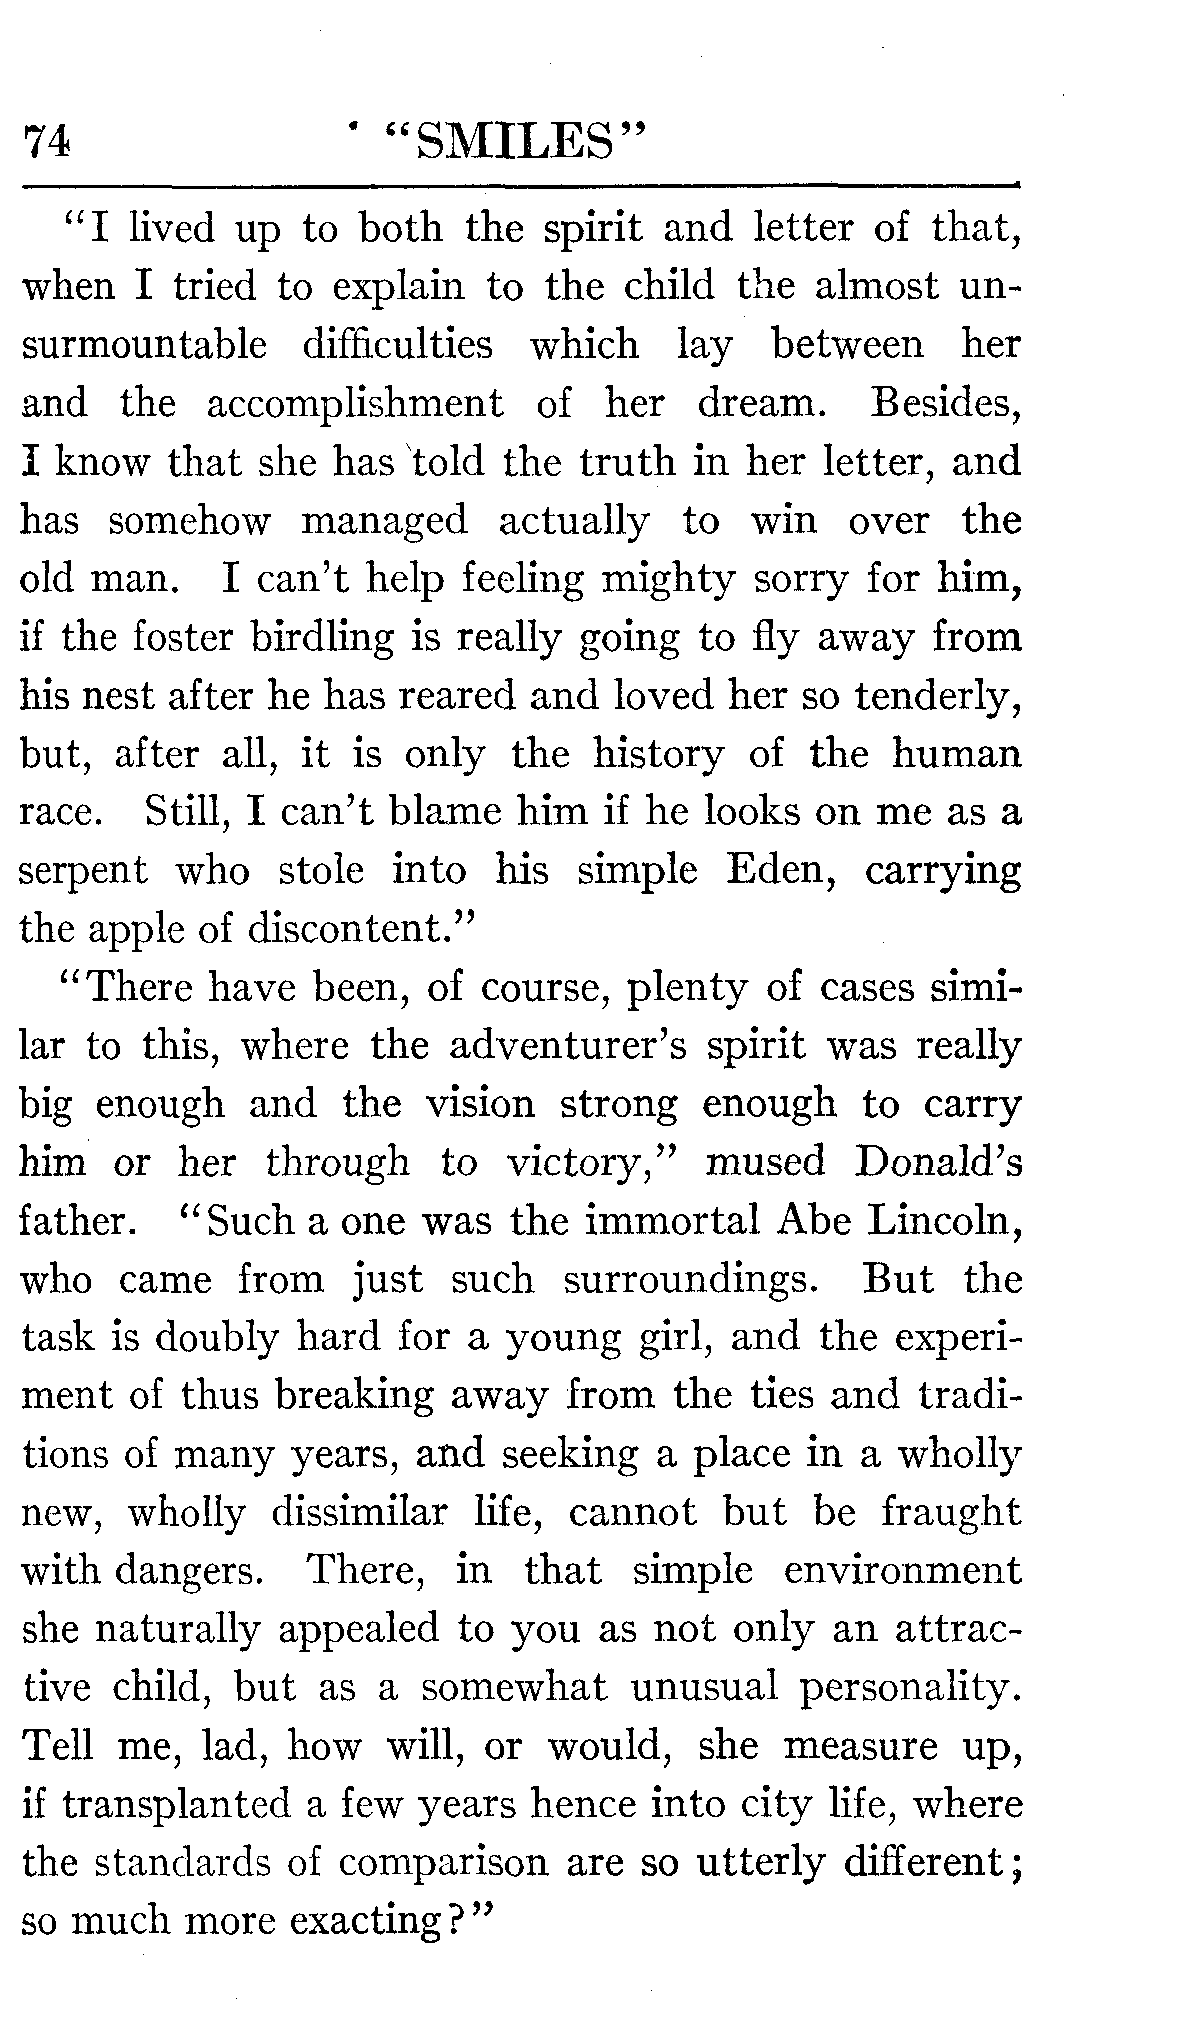 74 "SMILES"
"I lived up to both the spirit and letter of that,
when I tried to explain to the child the almost un-
surmountable difficulties which lay between her
and the accomplishment of her dream. Besides,
I know that she has told the truth in her letter, and
has somehow managed actually to win over the
old man. I can't help feeling mighty sorry for him,
if the foster birdling is really going to fly away from
his nest after he has reared and loved her so tenderly,
but, after all, it is only the history of the human
race. Still, I can't blame him if he looks on me as a
serpent who stole into his simple Eden, carrying
the apple of discontent."
"There have been, of course, plenty of cases simi-
lar to this, where the adventurer's spirit was really
big enough and the vision strong enough to carry
him or her through to victory," mused Donald's
father. "Such a one was the immortal Abe Lincoln,
who came from just such surroundings. But the
task is doubly hard for a young girl, and the experi-
ment of thus breaking away from the ties and tradi-
tions of many years, and seeking a place in a wholly
new, wholly dissimilar life, cannot but be fraught
with dangers. There, in that simple environment
she naturally appealed to you as not only an attrac-
tive child, but as a somewhat unusual personality.
Tell me, lad, how will, or would, she measure up,
if transplanted a few years hence into city life, where
the standards of comparison are so utterly different;
so much more exacting?"